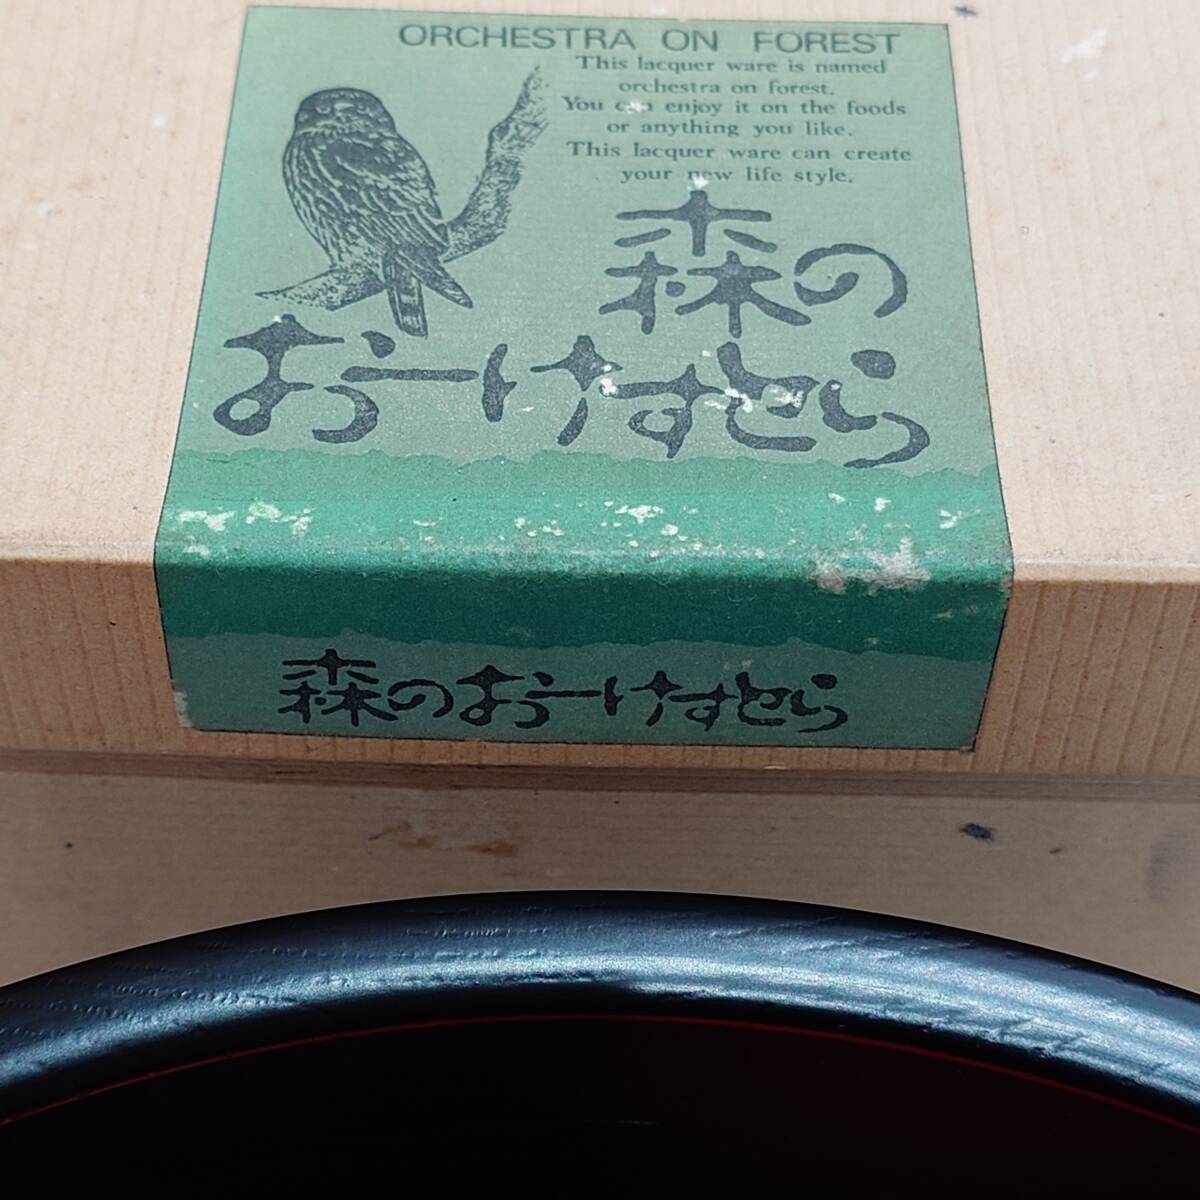 ORCHESTRA ON FOREST
This lacquer ware is named
orchestra on forest.
You can enjoy it on the foods
or anything you like.
This lacquer ware can create
your new life style.
森の
おーけすとら
森のおーけすとら